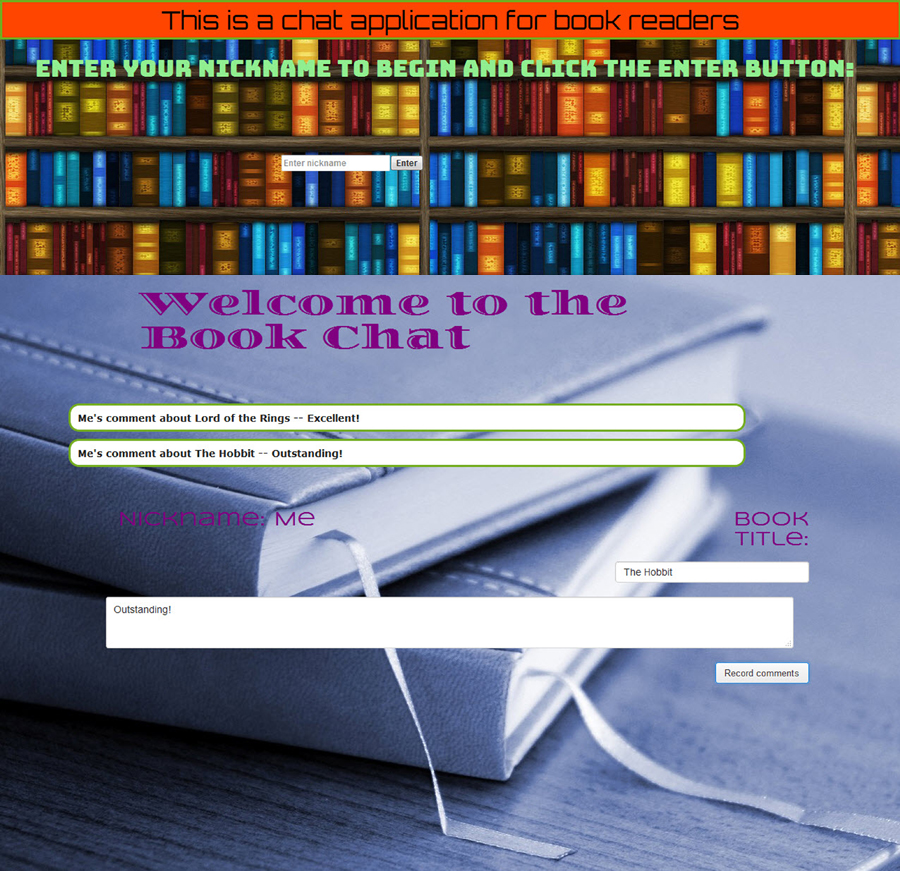 This is a chat application for book readers
ENTER YOUR NICKNAME TO BEGIN AND CLICK THE ENTER BUTTON:
Enter nickname Enter
Welcome to the
Book Chat
Me's comment about Lord of the Rings -- Excellent!
Me's comment about The Hobbit -- Outstanding!
Nickname: Me
Book
Title:
The Hobbit
Outstanding!
Record comments